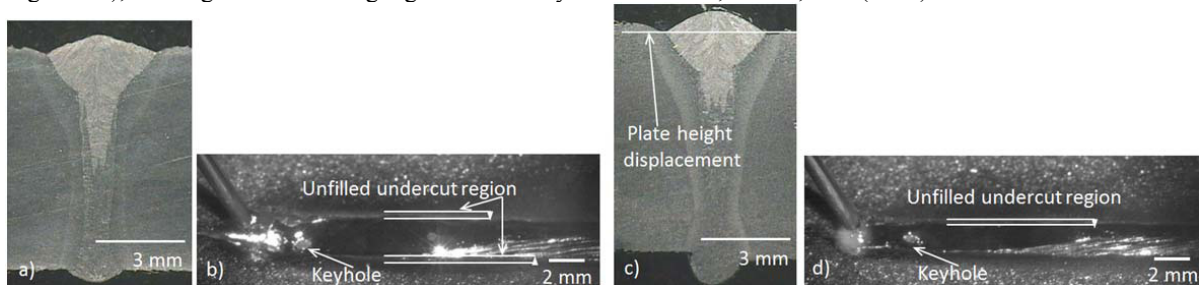 Unfilled undercut region
a)
3 mm
b)
Keyhole
2 mm
Plate height
displacement
c)
3 mm
Unfilled undercut region
d)
Keyhole
2 mm